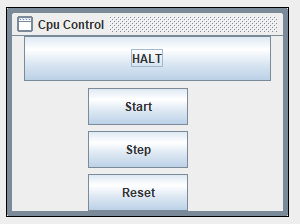 Cpu Control
HALT
Start
Step
Reset